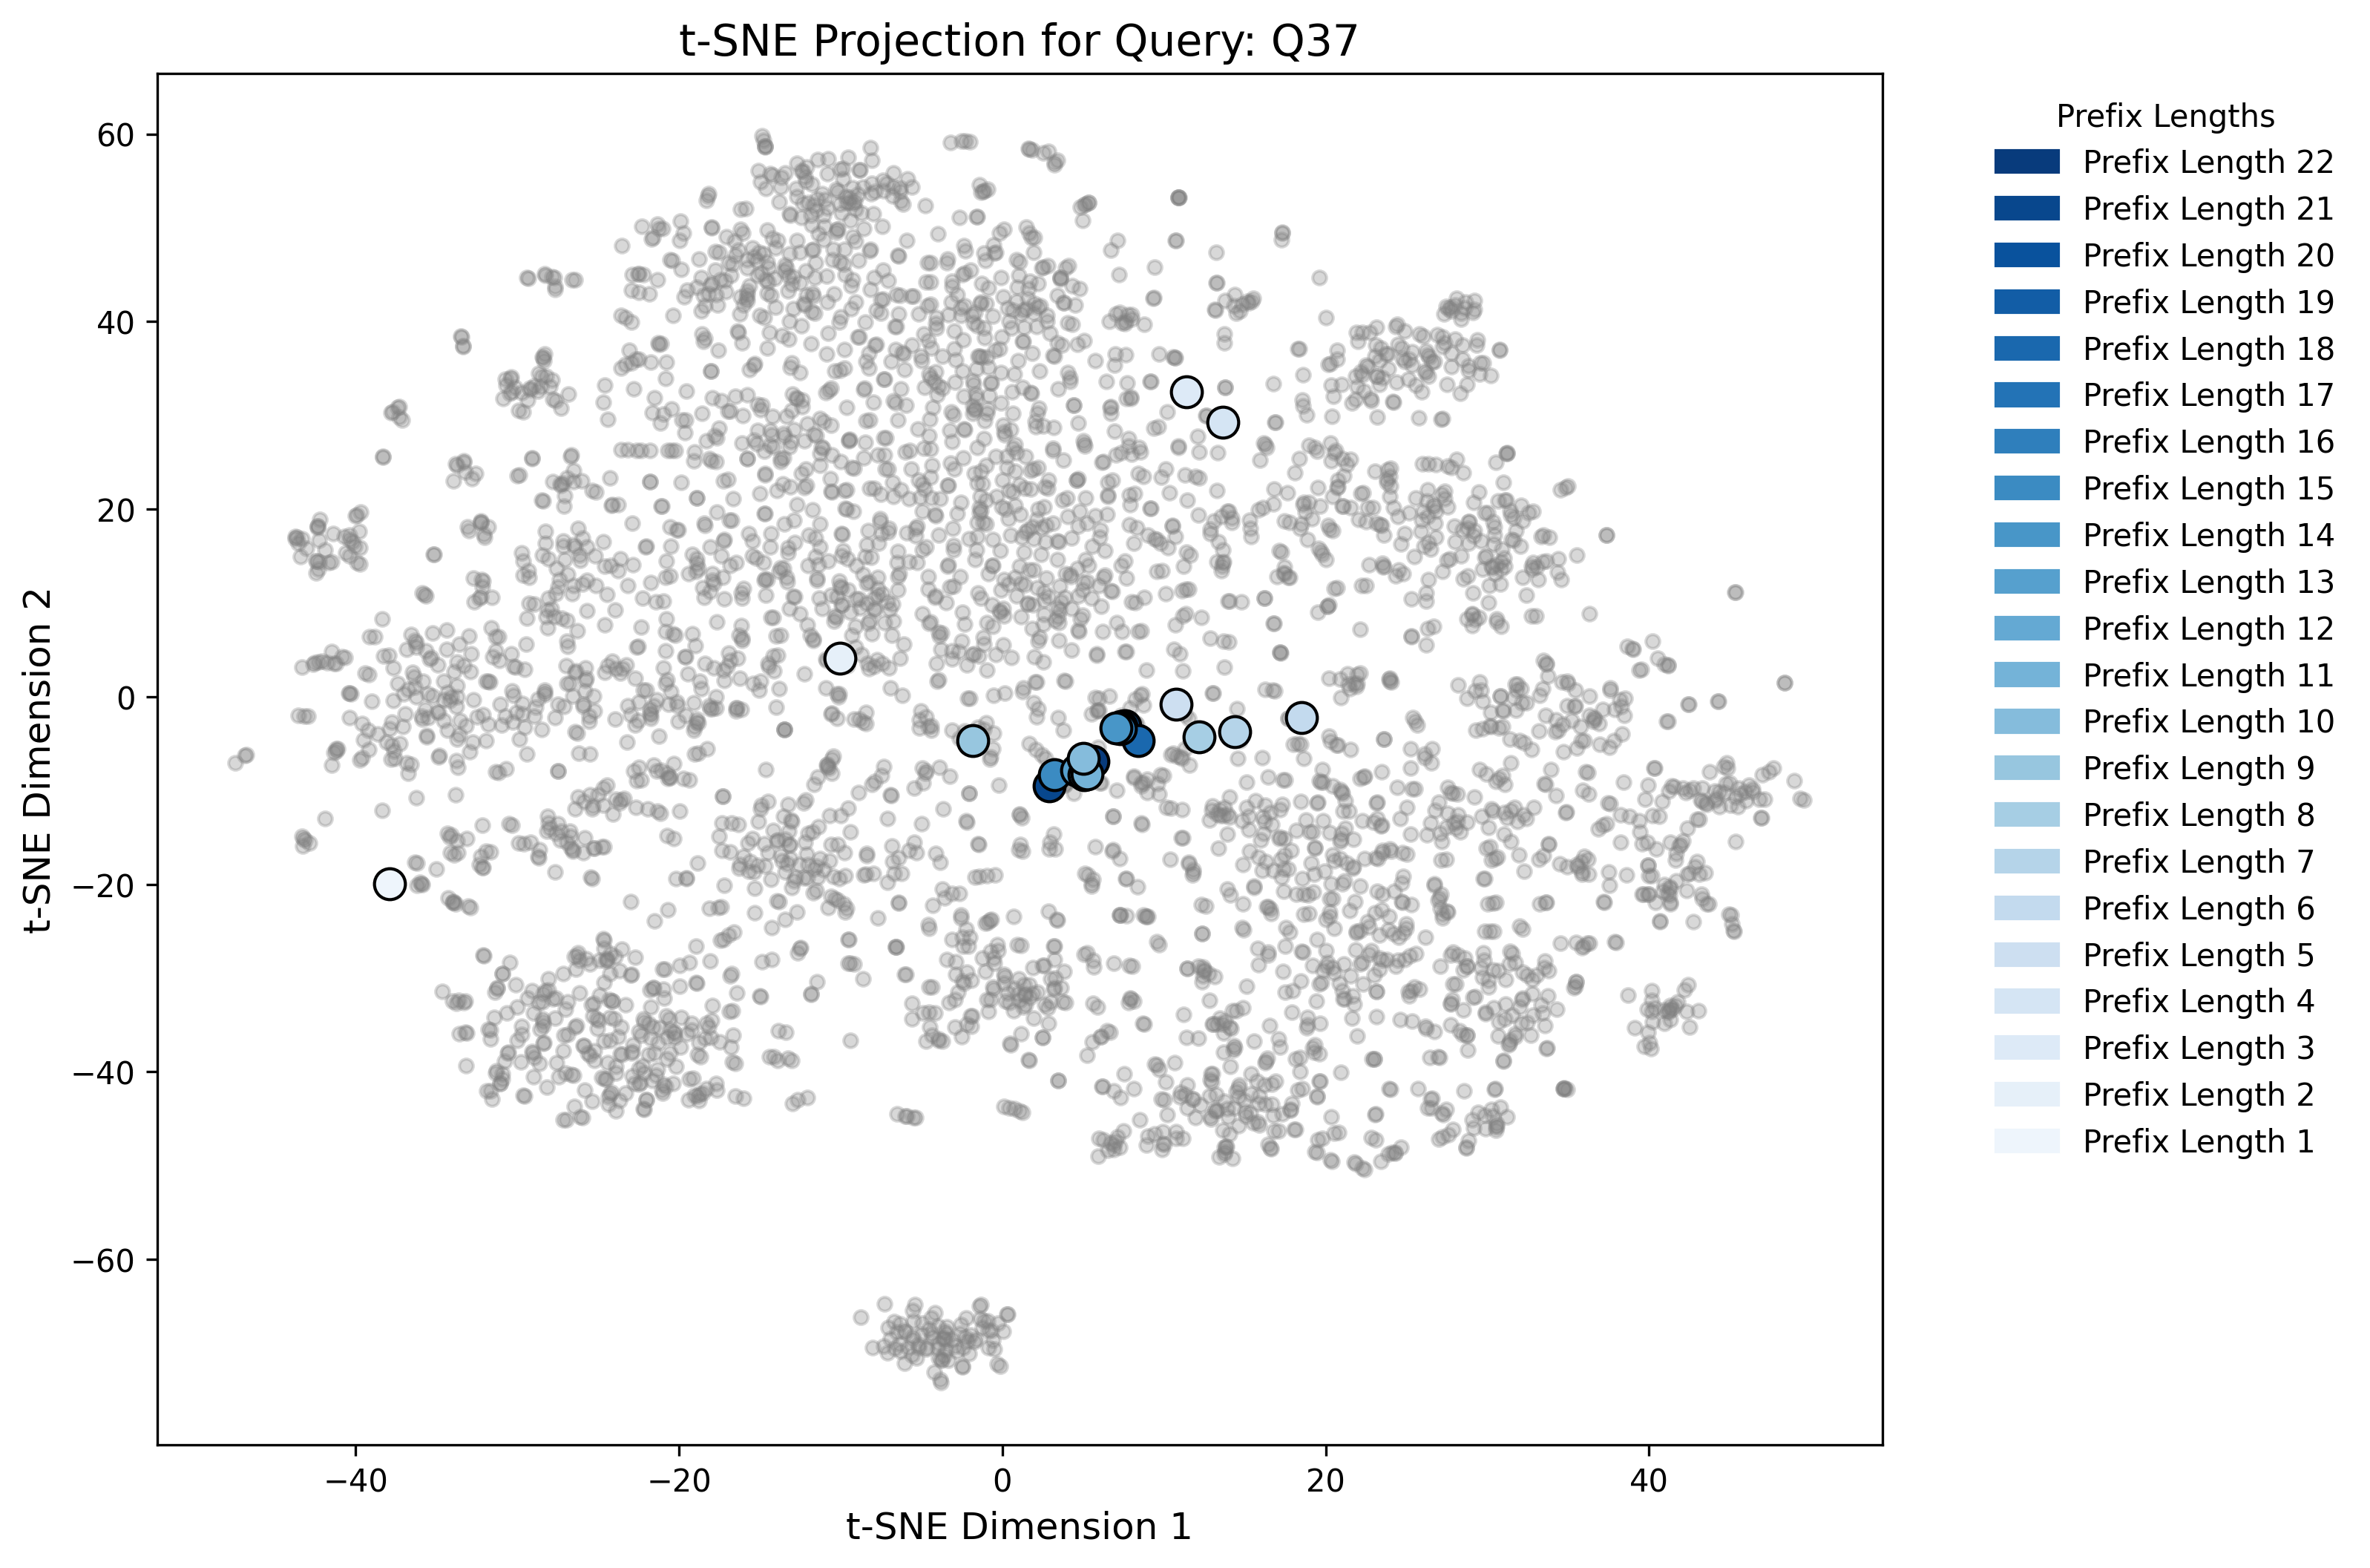 t-SNE Projection for Query: Q37
60
40
20
0
−20
−40
−60
t-SNE Dimension 2
−40
−20
0
20
40
t-SNE Dimension 1
Prefix Lengths
Prefix Length 22
Prefix Length 21
Prefix Length 20
Prefix Length 19
Prefix Length 18
Prefix Length 17
Prefix Length 16
Prefix Length 15
Prefix Length 14
Prefix Length 13
Prefix Length 12
Prefix Length 11
Prefix Length 10
Prefix Length 9
Prefix Length 8
Prefix Length 7
Prefix Length 6
Prefix Length 5
Prefix Length 4
Prefix Length 3
Prefix Length 2
Prefix Length 1